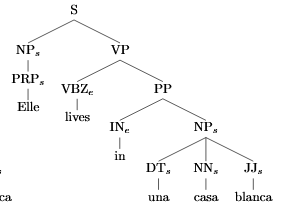 S
NPₛ VP
PRPₛ VBZₑ PP
Elle lives INₑ NPₛ
in DTₛ NNₛ JJₛ
s
una casa blanca
ca